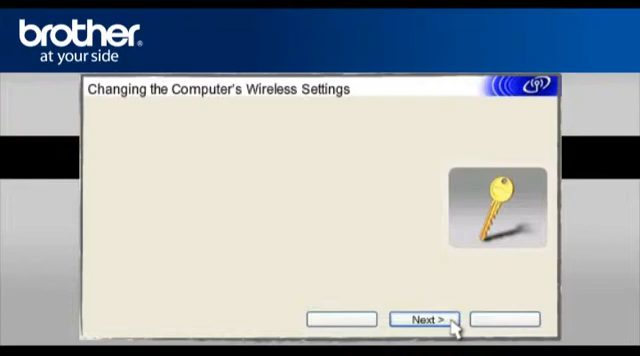 brother®
at your side
Changing the Computer's Wireless Settings
Next >